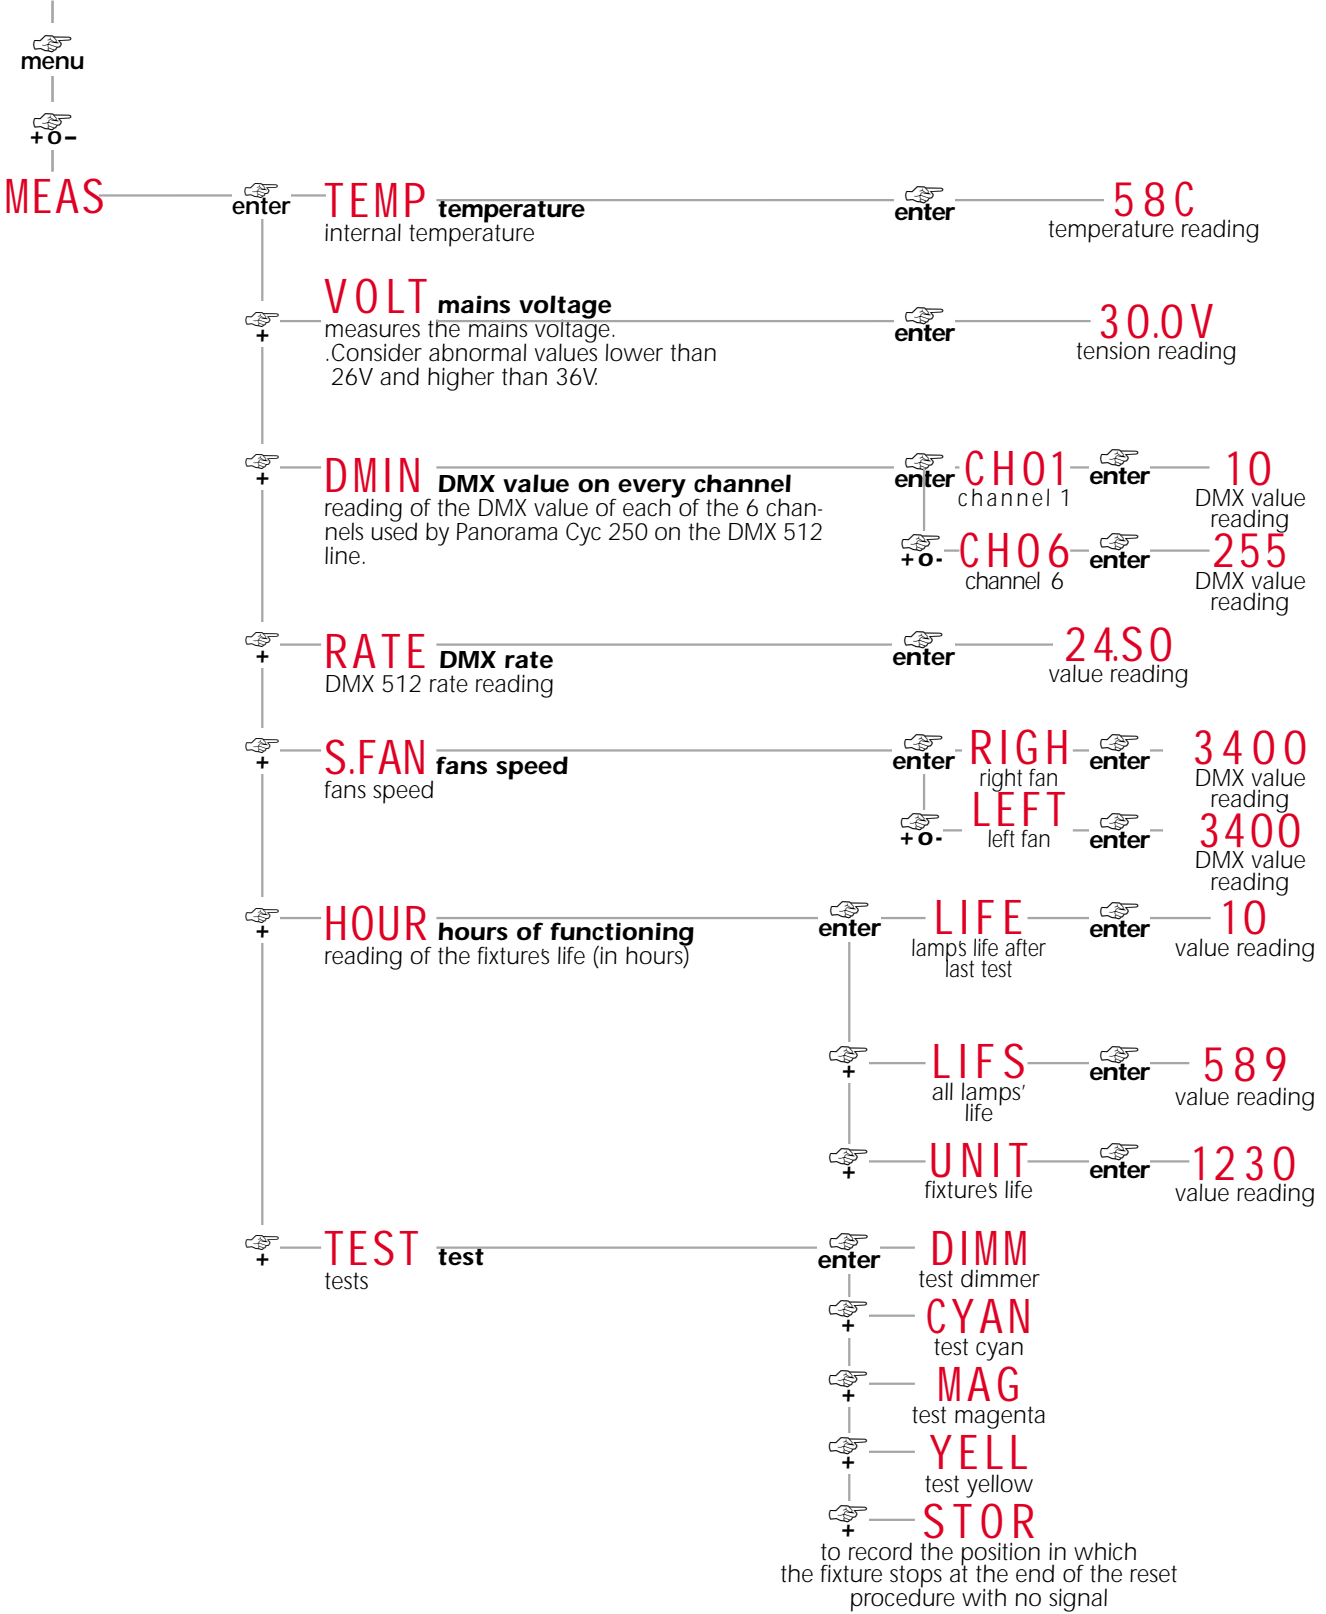 menu
+o-
MEAS
enter
TEMP temperature
internal temperature
enter
58C
temperature reading
+
VOLT mains voltage
measures the mains voltage.
.Consider abnormal values lower than
26V and higher than 36V.
enter
30.0V
tension reading
+
DMIN DMX value on every channel
reading of the DMX value of each of the 6 chan-
nels used by Panorama Cyc 250 on the DMX 512
line.
enter
CH01
channel 1
enter
10
DMX value
reading
+o-
CH06
channel 6
enter
255
DMX value
reading
+
RATE DMX rate
DMX 512 rate reading
enter
24.S0
value reading
+
S.FAN fans speed
fans speed
enter
RIGH
right fan
enter
3400
DMX value
reading
+o-
LEFT
left fan
enter
3400
DMX value
reading
+
HOUR hours of functioning
reading of the fixture's life (in hours)
enter
LIFE
lamp's life after
last test
enter
10
value reading
+
LIFS
all lamps'
life
enter
589
value reading
+
UNIT
fixture's life
enter
1230
value reading
+
TEST test
tests
enter
DIMM
test dimmer
+
CYAN
test cyan
+
MAG
test magenta
+
YELL
test yellow
+
STOR
to record the position in which
the fixture stops at the end of the reset
procedure with no signal